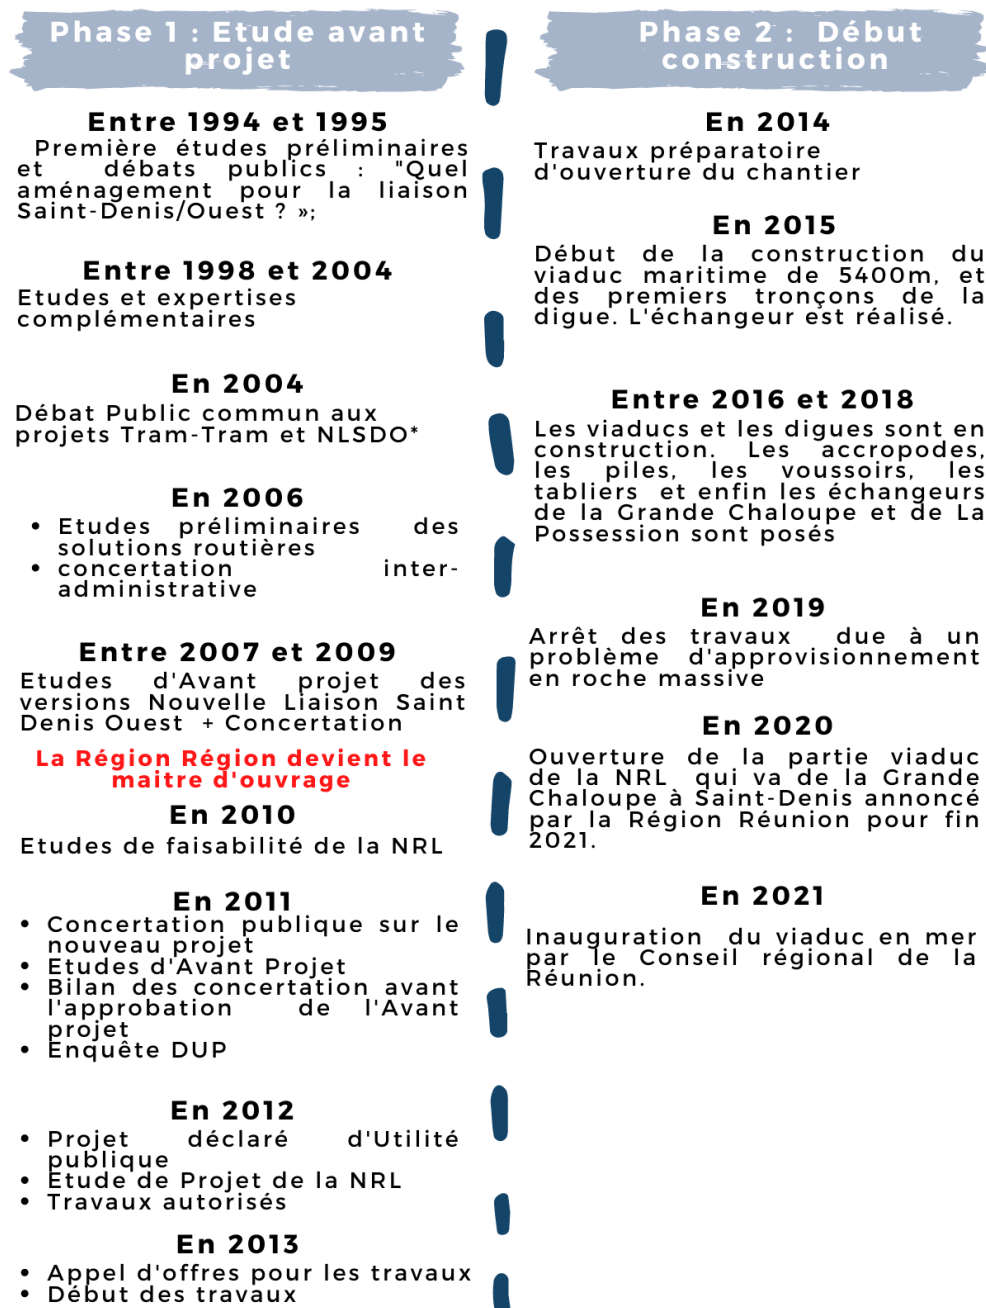 Phase 1 : Etude avant
projet
Entre 1994 et 1995
Première études préliminaires
et débats publics : "Quel
aménagement pour la liaison
Saint-Denis/Ouest ? »;
Entre 1998 et 2004
Etudes et expertises
complémentaires
En 2004
Débat Public commun aux
projets Tram-Tram et NLSDO*
En 2006
• Etudes préliminaires des
solutions routières
• concertation inter-
administrative
Entre 2007 et 2009
Etudes d'Avant projet des
versions Nouvelle Liaison Saint
Denis Ouest + Concertation
La Région Région devient le
maitre d'ouvrage
En 2010
Etudes de faisabilité de la NRL
En 2011
• Concertation publique sur le
nouveau projet
• Etudes d'Avant Projet
• Bilan des concertation avant
l'approbation de l'Avant
projet
• Enquête DUP
En 2012
• Projet déclaré d'Utilité
publique
• Etude de Projet de la NRL
• Travaux autorisés
En 2013
• Appel d'offres pour les travaux
• Début des travaux
Phase 2 : Début
construction
En 2014
Travaux préparatoire
d'ouverture du chantier
En 2015
Début de la construction du
viaduc maritime de 5400m, et
des premiers tronçons de la
digue. L'échangeur est réalisé.
Entre 2016 et 2018
Les viaducs et les digues sont en
construction. Les accropodes,
les piles, les voussoirs, les
tabliers et enfin les échangeurs
de la Grande Chaloupe et de La
Possession sont posés
En 2019
Arrêt des travaux due à un
problème d'approvisionnement
en roche massive
En 2020
Ouverture de la partie viaduc
de la NRL qui va de la Grande
Chaloupe à Saint-Denis annoncé
par la Région Réunion pour fin
2021.
En 2021
Inauguration du viaduc en mer
par le Conseil régional de la
Réunion.